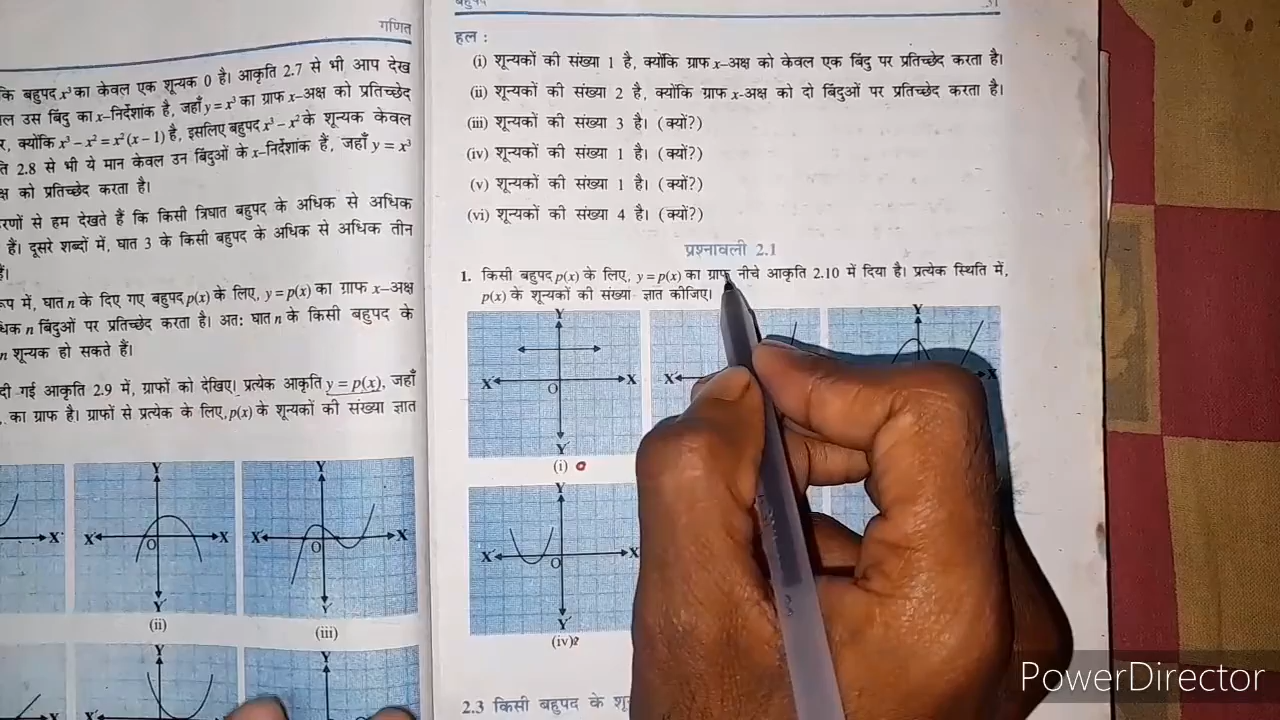 गणित
कि बहुपद x³ का केवल एक शून्यक 0 है। आकृति 2.7 से भी आप देख
ल उस बिंदु का x–निर्देशांक है, जहाँ y = x³ का ग्राफ x–अक्ष को प्रतिच्छेद
र, क्योंकि x³ – x² = x² (x – 1) है, इसलिए बहुपद x³ – x² के शून्यक केवल
ति 2.8 से भी ये मान केवल उन बिंदुओं के x–निर्देशांक हैं, जहाँ y = x³
क्ष को प्रतिच्छेद करता है।
रणों से हम देखते हैं कि किसी त्रिघात बहुपद के अधिक से अधिक
हैं। दूसरे शब्दों में, घात 3 के किसी बहुपद के अधिक से अधिक तीन
हैं।
रूप में, घात n के दिए गए बहुपद p(x) के लिए, y = p(x) का ग्राफ x–अक्ष
धिक n बिंदुओं पर प्रतिच्छेद करता है। अत: घात n के किसी बहुपद के
n शून्यक हो सकते हैं।
दी गई आकृति 2.9 में, ग्राफों को देखिए। प्रत्येक आकृति y = p(x), जहाँ
का ग्राफ है। ग्राफों से प्रत्येक के लिए, p(x) के शून्यकों की संख्या ज्ञात
Y Y
X X′ O X X′ O X
Y′ Y′
(ii) (iii)
Y Y
X X′
बहुपद 31
हल :
(i) शून्यकों की संख्या 1 है, क्योंकि ग्राफ x–अक्ष को केवल एक बिंदु पर प्रतिच्छेद करता है।
(ii) शून्यकों की संख्या 2 है, क्योंकि ग्राफ x-अक्ष को दो बिंदुओं पर प्रतिच्छेद करता है।
(iii) शून्यकों की संख्या 3 है। (क्यों?)
(iv) शून्यकों की संख्या 1 है। (क्यों?)
(v) शून्यकों की संख्या 1 है। (क्यों?)
(vi) शून्यकों की संख्या 4 है। (क्यों?)
प्रश्नावली 2.1
1. किसी बहुपद p(x) के लिए, y = p(x) का ग्राफ नीचे आकृति 2.10 में दिया है। प्रत्येक स्थिति में,
p(x) के शून्यकों की संख्या ज्ञात कीजिए।
Y Y
X′ O X X′ X
Y′
(i) 0
Y
X′ O X
Y′
(iv) 2
2.3 किसी बहुपद के
PowerDirector